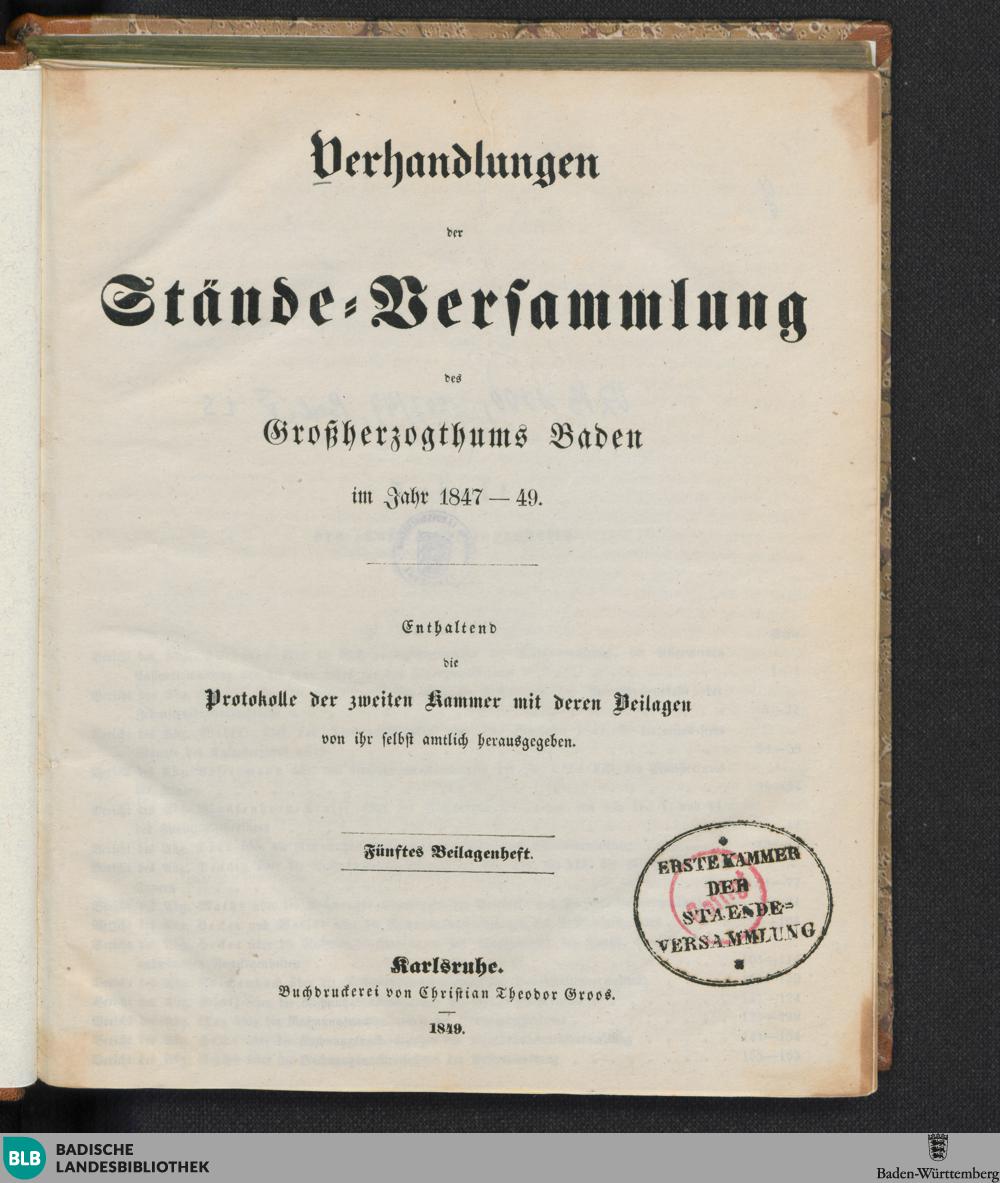 Verhandlungen
der
Stände-Versammlung
des
Großherzogthums Baden
im Jahr 1847 — 49.
Enthaltend
die
Protokolle der zweiten Kammer mit deren Beilagen
von ihr selbst amtlich herausgegeben.
Fünftes Beilagenheft.
ERSTE KAMMER
DER
STAENDE-
VERSAMMLUNG
Karlsruhe.
Buchdruckerei von Christian Theodor Groos.
1849.
BLB
BADISCHE
LANDESBIBLIOTHEK
Baden-Württemberg